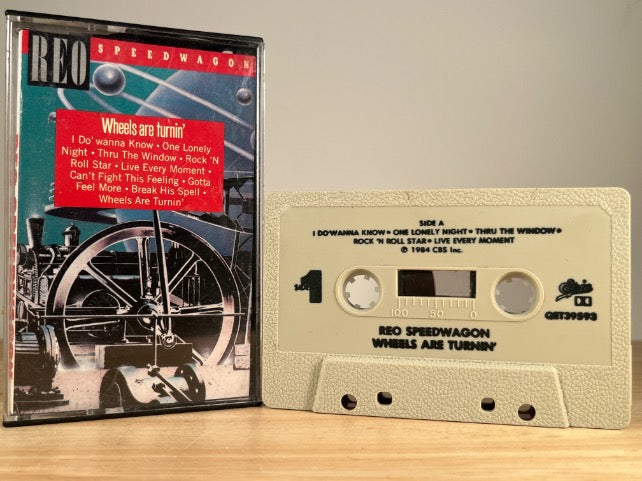 REO
SPEEDWAGON
Wheels are turnin'
I Do' wanna Know • One Lonely
Night • Thru The Window • Rock 'N
Roll Star • Live Every Moment •
Can't Fight This Feeling • Gotta
Feel More • Break His Spell •
Wheels Are Turnin'
SIDE A
I DO'WANNA KNOW • ONE LONELY NIGHT • THRU THE WINDOW •
ROCK 'N ROLL STAR • LIVE EVERY MOMENT
℗ 1984 CBS Inc.
SIDE 1
Epic
100 50 0
QET39593
REO SPEEDWAGON
WHEELS ARE TURNIN'